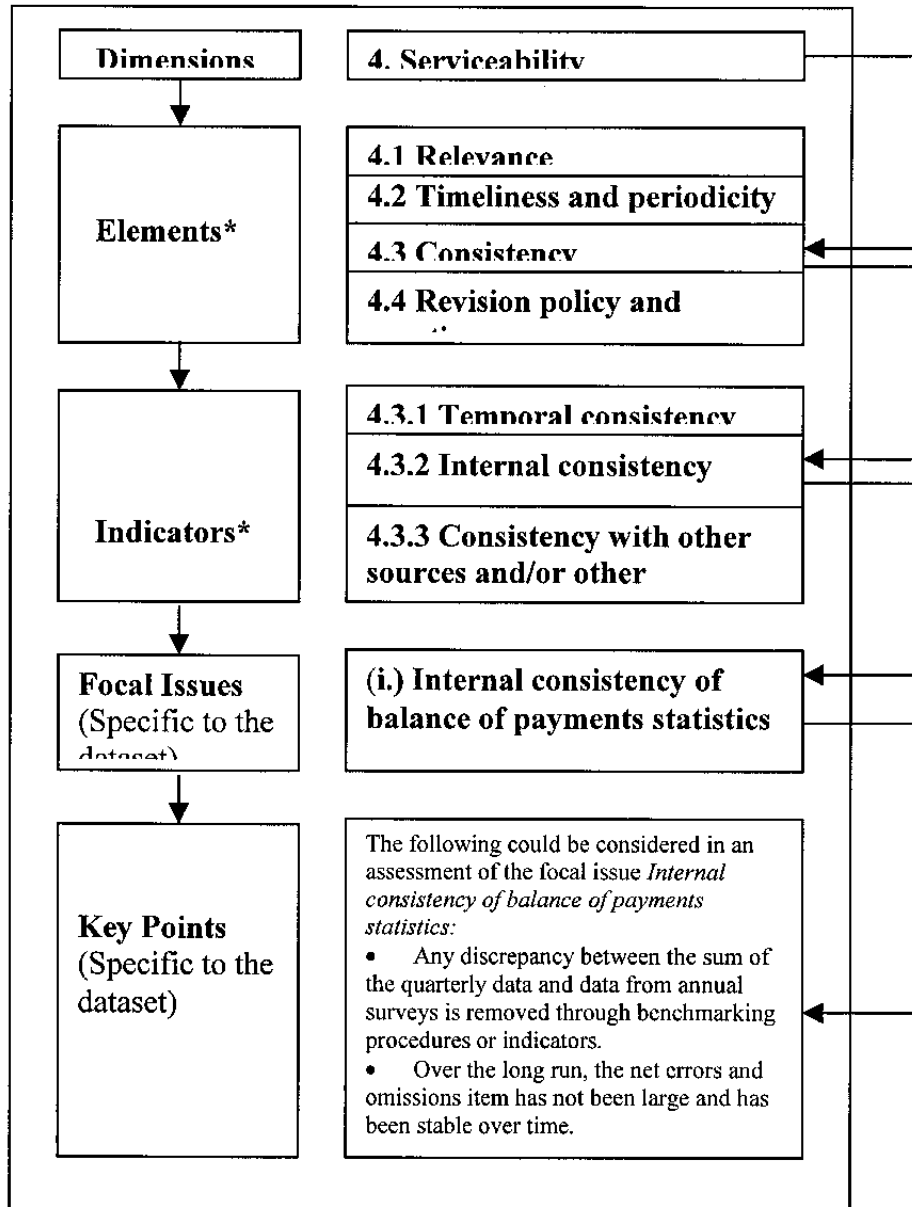 Dimensions
4. Serviceability
Elements*
4.1 Relevance
4.2 Timeliness and periodicity
4.3 Consistency
4.4 Revision policy and
Indicators*
4.3.1 Temporal consistency
4.3.2 Internal consistency
4.3.3 Consistency with other
sources and/or other
Focal Issues
(Specific to the
dataset)
(i.) Internal consistency of
balance of payments statistics
Key Points
(Specific to the
dataset)
The following could be considered in an
assessment of the focal issue Internal
consistency of balance of payments
statistics:
• Any discrepancy between the sum of
the quarterly data and data from annual
surveys is removed through benchmarking
procedures or indicators.
• Over the long run, the net errors and
omissions item has not been large and has
been stable over time.